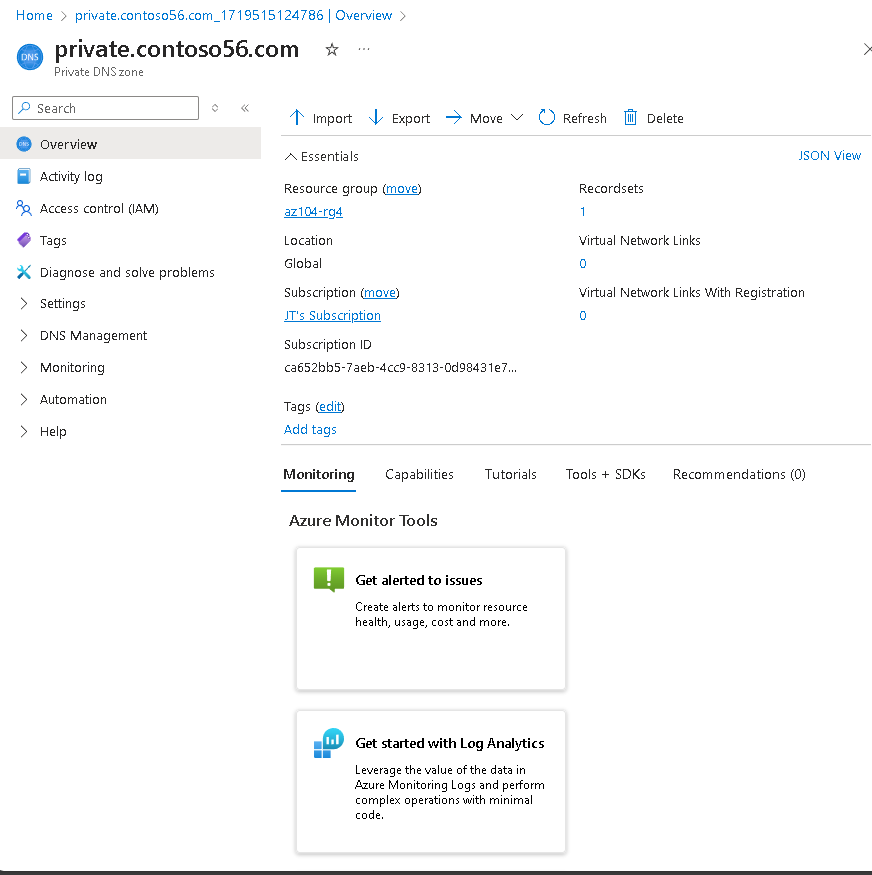 Home > private.contoso56.com_1719515124786 | Overview >
private.contoso56.com
DNS
Private DNS zone
Search
Overview
Activity log
Access control (IAM)
Tags
Diagnose and solve problems
Settings
DNS Management
Monitoring
Automation
Help
Import Export Move Refresh Delete
Essentials JSON View
Resource group (move)
az104-rg4
Location
Global
Subscription (move)
JT's Subscription
Subscription ID
ca652bb5-7aeb-4cc9-8313-0d98431e7...
Recordsets
1
Virtual Network Links
0
Virtual Network Links With Registration
0
Tags (edit)
Add tags
Monitoring Capabilities Tutorials Tools + SDKs Recommendations (0)
Azure Monitor Tools
Get alerted to issues
Create alerts to monitor resource
health, usage, cost and more.
Get started with Log Analytics
Leverage the value of the data in
Azure Monitoring Logs and perform
complex operations with minimal
code.